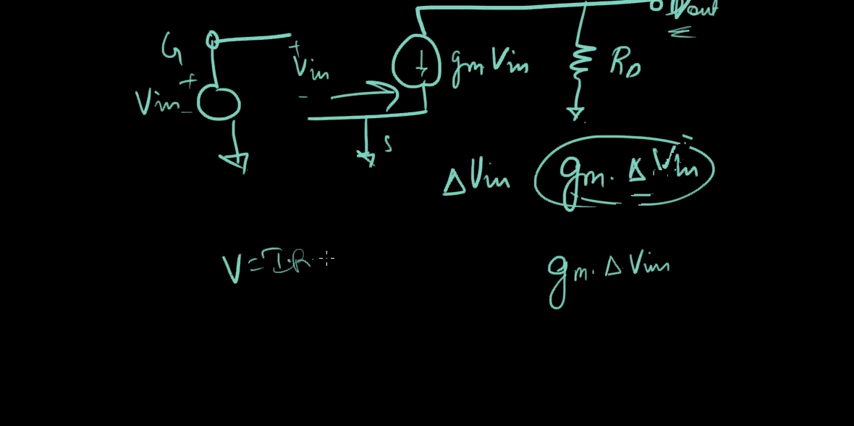 Vout
G
+
Vin
-
gm Vin
RD
Vin
+
-
S
ΔVin
gm. ΔVin
V=I.R
gm. ΔVin